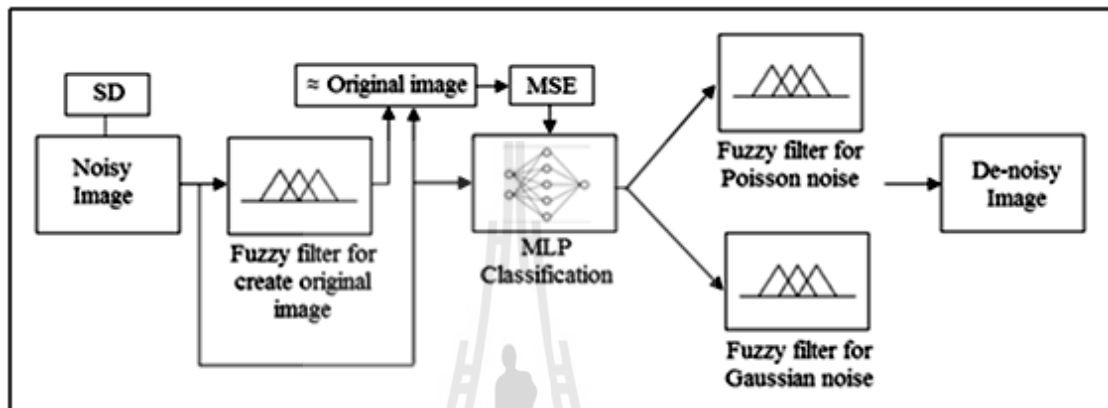 SD
Noisy
Image
Fuzzy filter for
create original
image
≈ Original image
MSE
MLP
Classification
Fuzzy filter for
Poisson noise
Fuzzy filter for
Gaussian noise
De-noisy
Image